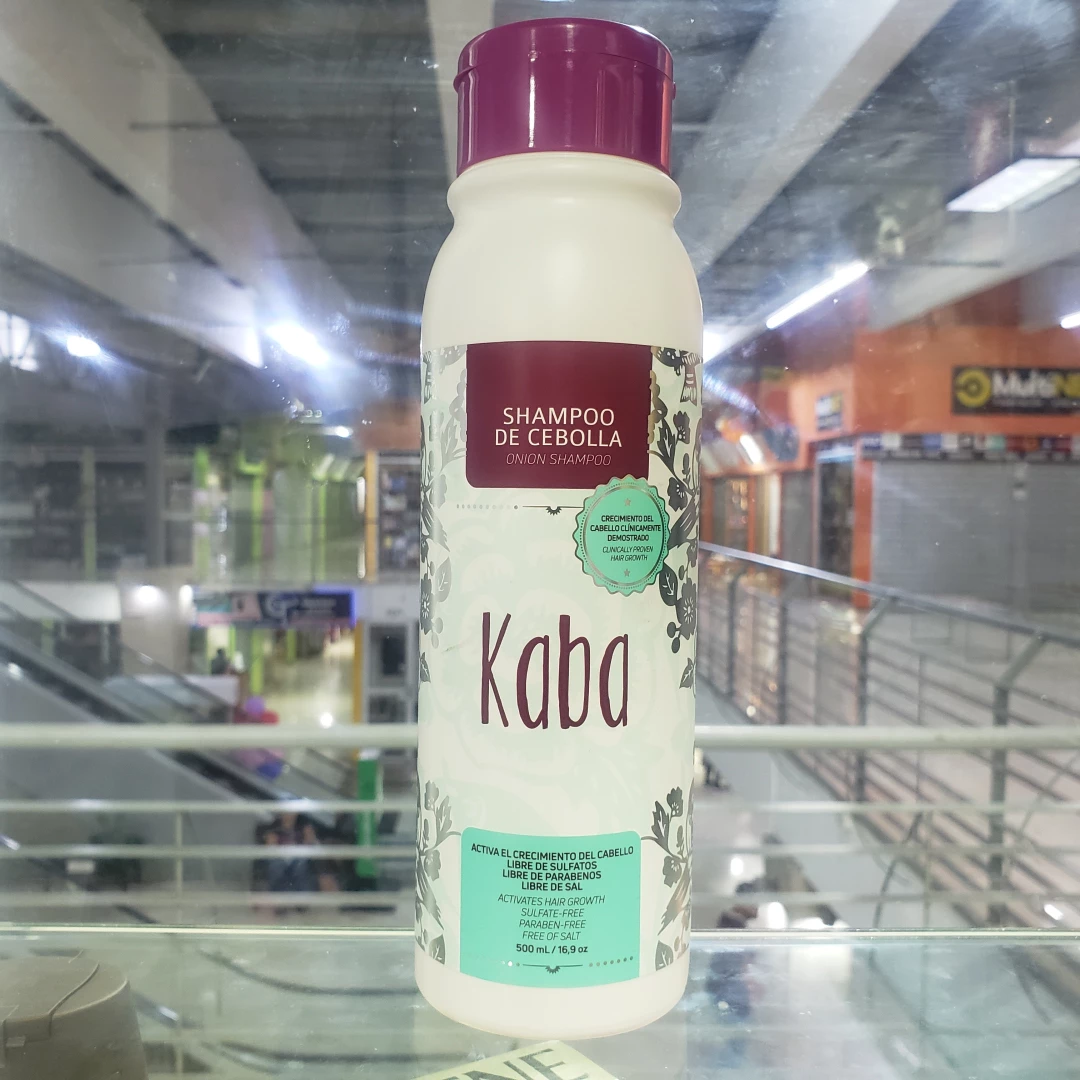 SHAMPOO
DE CEBOLLA
ONION SHAMPOO
CRECIMIENTO DEL
CABELLO CLÍNICAMENTE
DEMOSTRADO
CLINICALLY PROVEN
HAIR GROWTH
Kaba
ACTIVA EL CRECIMIENTO DEL CABELLO
LIBRE DE SULFATOS
LIBRE DE PARABENOS
LIBRE DE SAL
ACTIVATES HAIR GROWTH
SULFATE-FREE
PARABEN-FREE
FREE OF SALT
500 mL / 16,9 oz